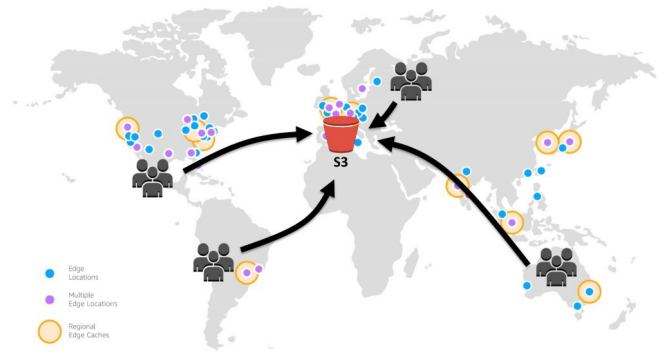 S3
Edge
Locations
Multiple
Edge Locations
Regional
Edge Caches